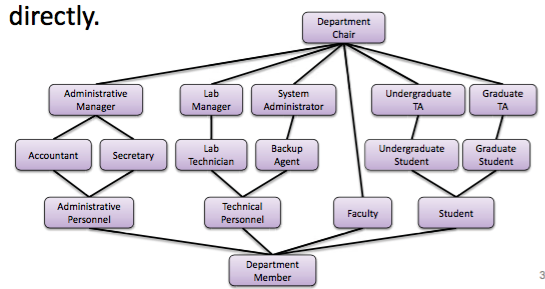 directly.
Department
Chair
Administrative
Manager
Lab
Manager
System
Administrator
Undergraduate
TA
Graduate
TA
Accountant
Secretary
Lab
Technician
Backup
Agent
Undergraduate
Student
Graduate
Student
Administrative
Personnel
Technical
Personnel
Faculty
Student
Department
Member
3